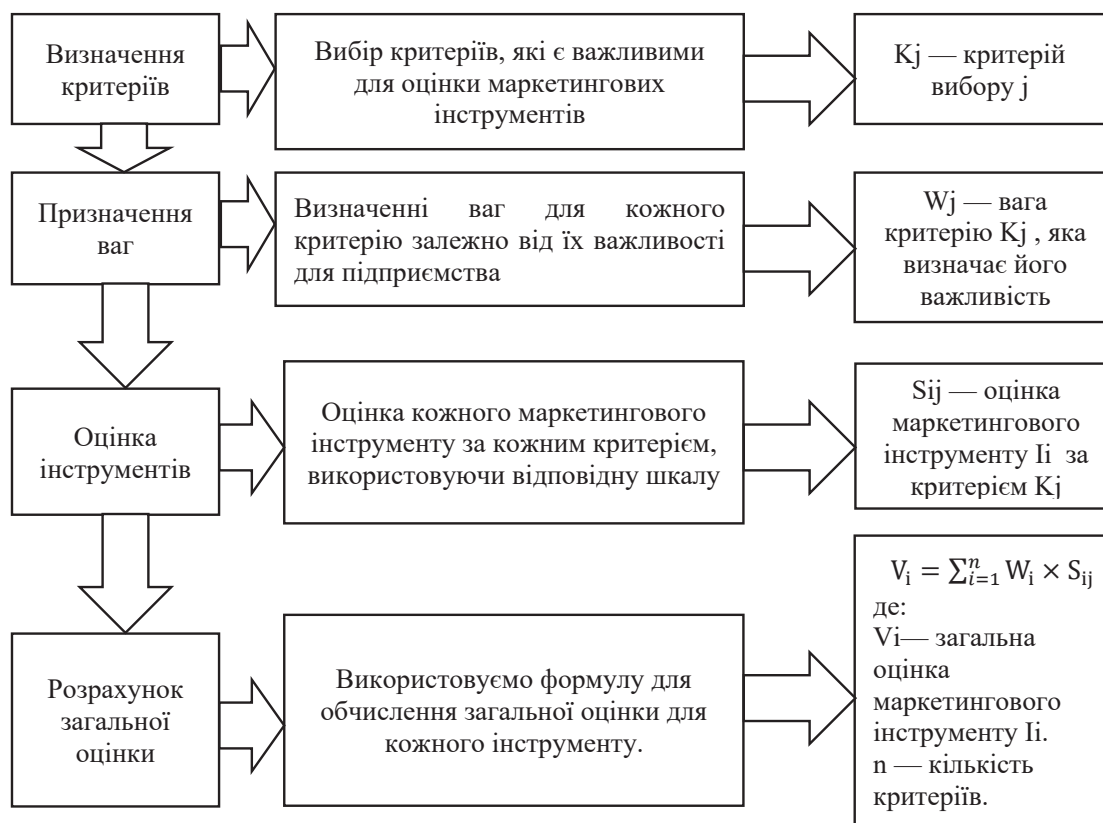 Визначення
критеріїв
Вибір критеріїв, які є важливими
для оцінки маркетингових
інструментів
Kj — критерій
вибору j
Призначення
ваг
Визначенні ваг для кожного
критерію залежно від їх важливості
для підприємства
Wj — вага
критерію Kj , яка
визначає його
важливість
Оцінка
інструментів
Оцінка кожного маркетингового
інструменту за кожним критерієм,
використовуючи відповідну шкалу
Sij — оцінка
маркетингового
інструменту Ii за
критерієм Kj
Розрахунок
загальної
оцінки
Використовуємо формулу для
обчислення загальної оцінки для
кожного інструменту.
V_i = ∑_{i=1}^{n} W_i × S_{ij}
де:
Vi— загальна
оцінка
маркетингового
інструменту Ii.
n — кількість
критеріїв.